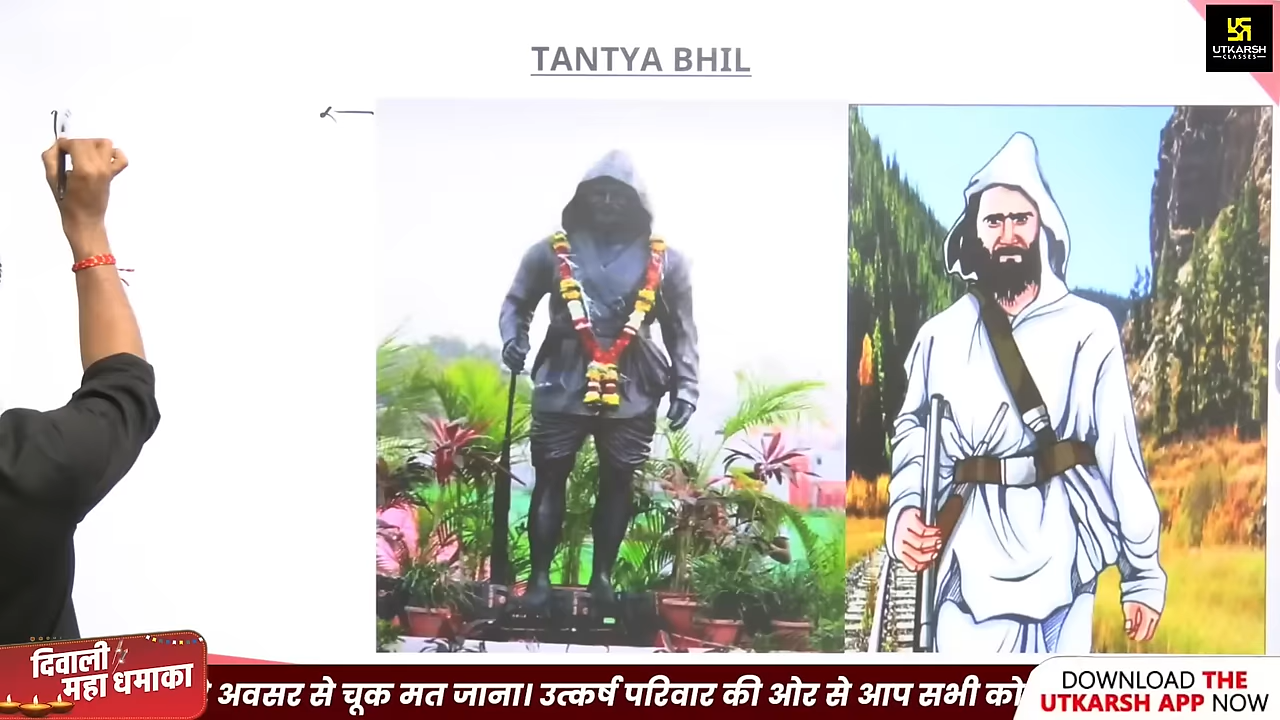 TANTYA BHIL
UTKARSH
CLASSES
दिवाली
महा धमाका
अवसर से चूक मत जाना। उत्कर्ष परिवार की ओर से आप सभी को
DOWNLOAD THE
UTKARSH APP NOW